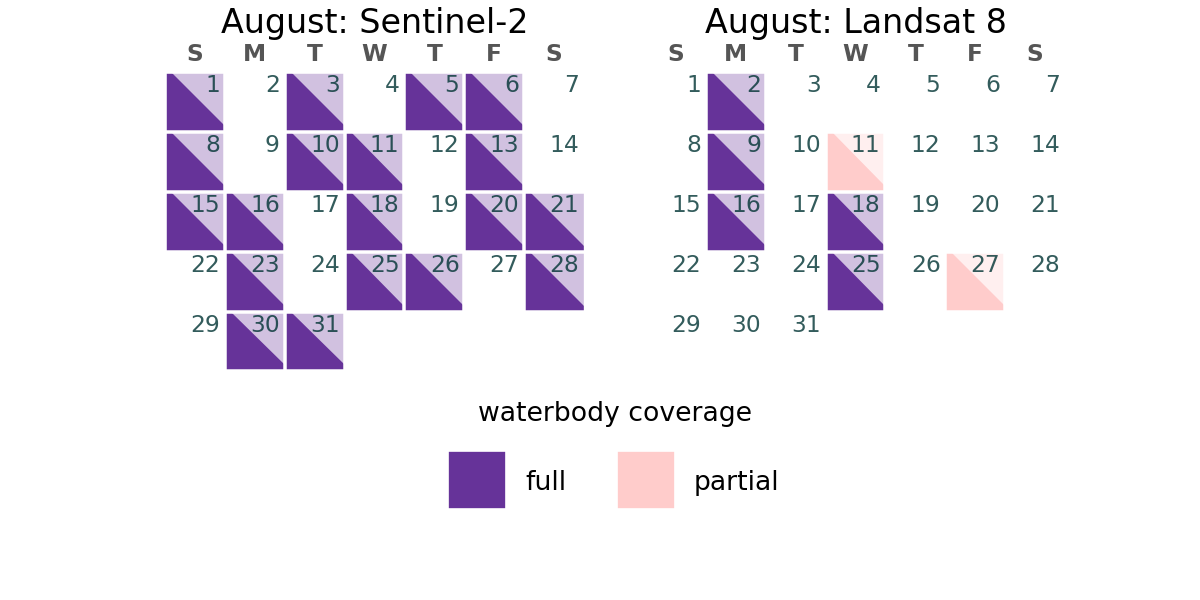 August: Sentinel-2
S M T W T F S
1 2 3 4 5 6 7
8 9 10 11 12 13 14
15 16 17 18 19 20 21
22 23 24 25 26 27 28
29 30 31
August: Landsat 8
S M T W T F S
1 2 3 4 5 6 7
8 9 10 11 12 13 14
15 16 17 18 19 20 21
22 23 24 25 26 27 28
29 30 31
waterbody coverage
full
partial